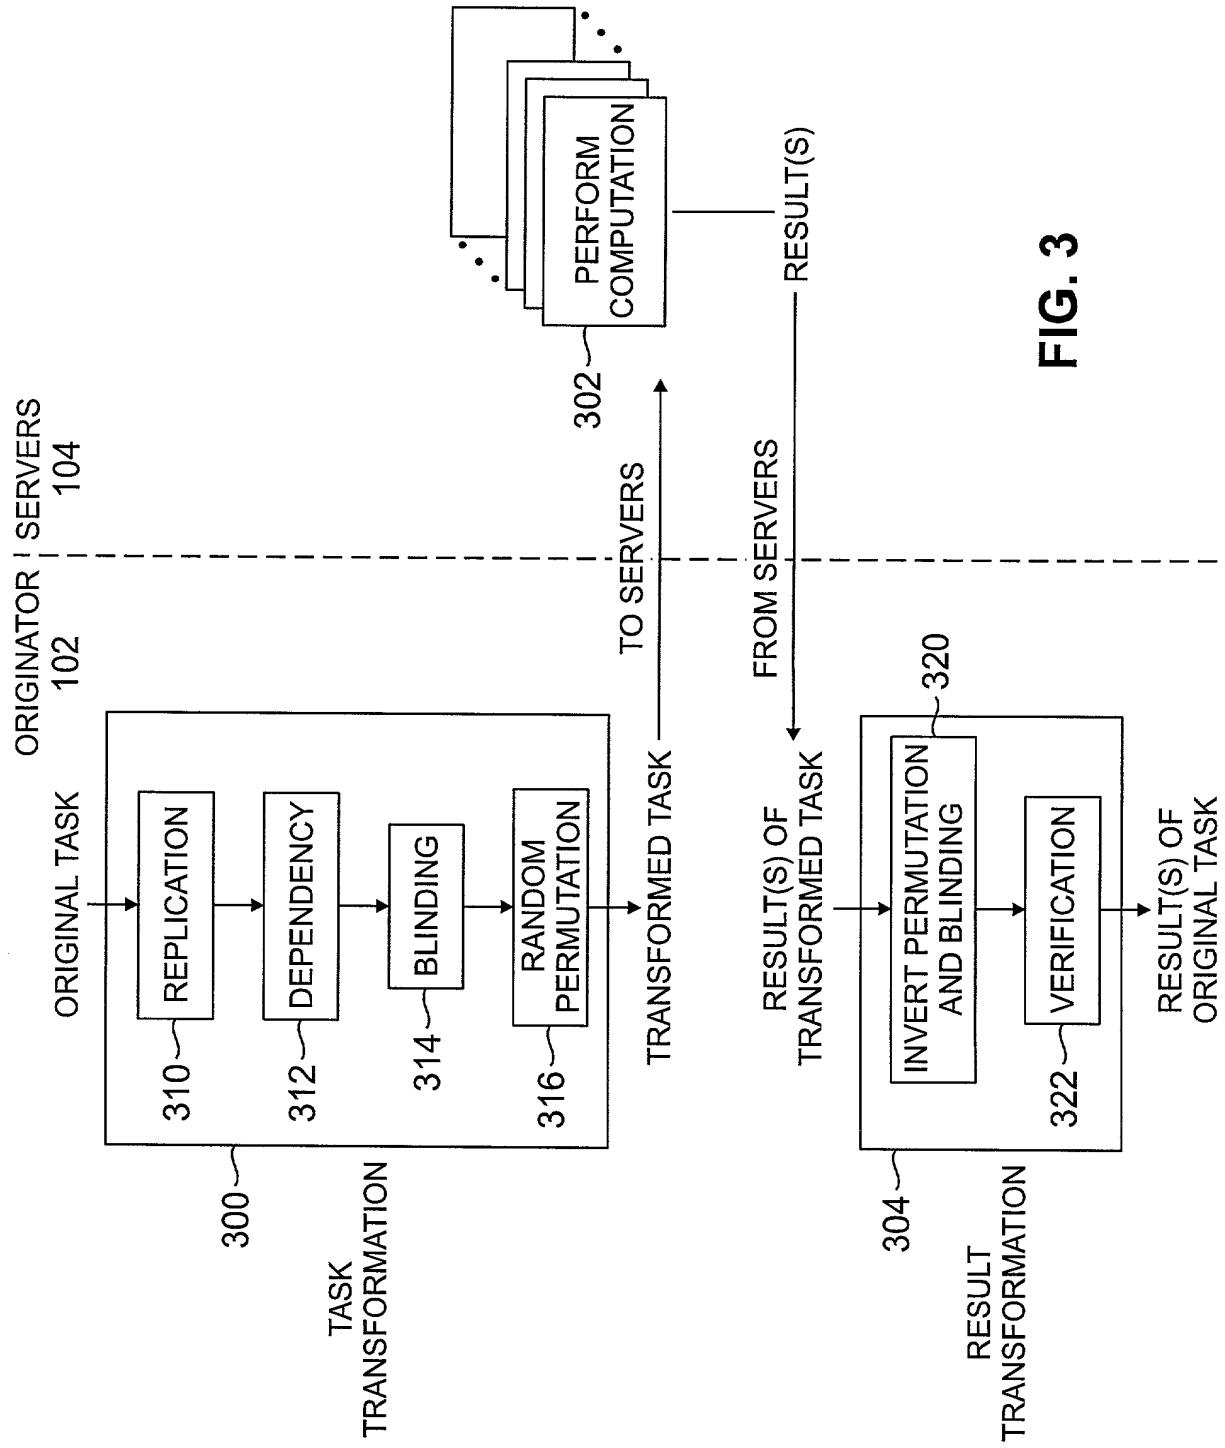 ORIGINATOR
102
SERVERS
104
ORIGINAL TASK
TASK
TRANSFORMATION
300
310
REPLICATION
312
DEPENDENCY
314
BLINDING
316
RANDOM
PERMUTATION
TRANSFORMED TASK
TO SERVERS
302
PERFORM
COMPUTATION
RESULT(S)
FROM SERVERS
RESULT(S) OF
TRANSFORMED TASK
RESULT
TRANSFORMATION
304
INVERT PERMUTATION
AND BLINDING
320
322
VERIFICATION
RESULT(S) OF
ORIGINAL TASK
FIG. 3